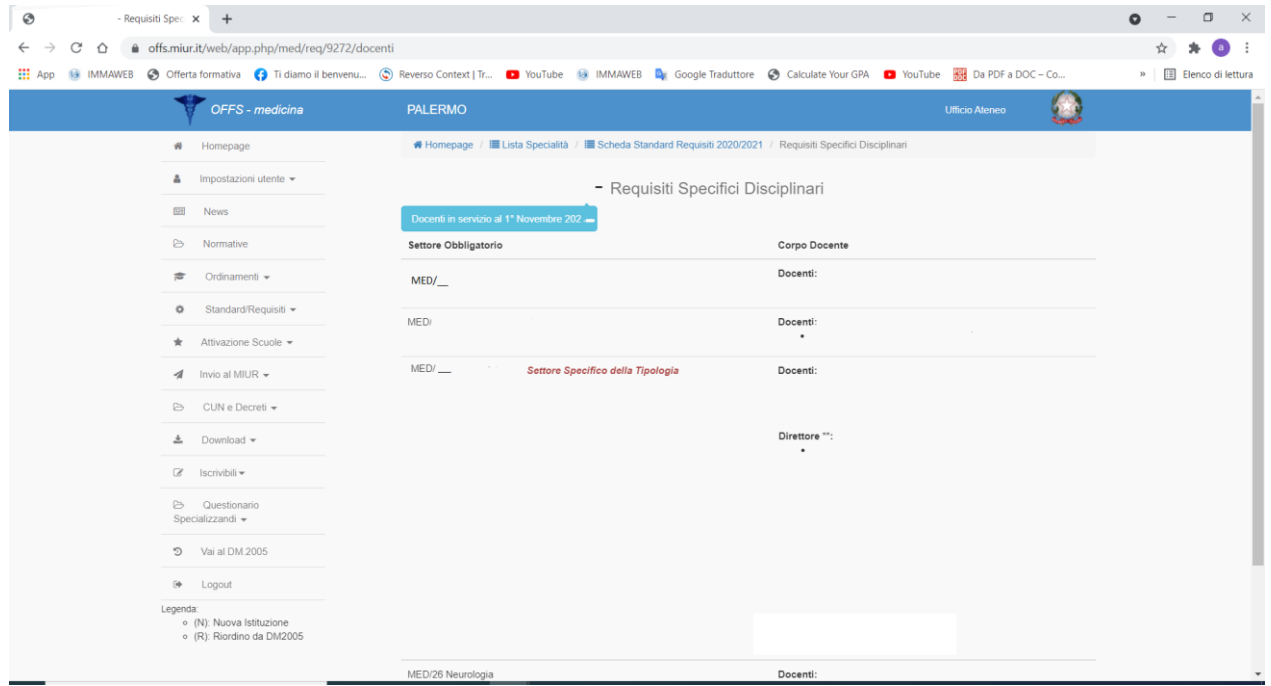 - Requisiti Spec
offs.miur.it/web/app.php/med/req/9272/docenti
a
App IMMAWEB Offerta formativa Ti diamo il benvenu... Reverso Context | Tr... YouTube IMMAWEB Google Traduttore Calculate Your GPA YouTube Da PDF a DOC – Co... » Elenco di lettura
OFFS - medicina PALERMO Ufficio Ateneo
Homepage / Lista Specialità / Scheda Standard Requisiti 2020/2021 / Requisiti Specifici Disciplinari
Homepage
Impostazioni utente
News
Normative
Ordinamenti
Standard/Requisiti
Attivazione Scuole
Invio al MIUR
CUN e Decreti
Download
Iscrivibili
Questionario
Specializzandi
Vai al DM.2005
Logout
Legenda:
(N): Nuova Istituzione
(R): Riordino da DM2005
- Requisiti Specifici Disciplinari
Docenti in servizio al 1° Novembre 202
Settore Obbligatorio Corpo Docente
MED/__ Docenti:
MED/ Docenti:
MED/ __ Settore Specifico della Tipologia Docenti:
Direttore "":
MED/26 Neurologia Docenti: